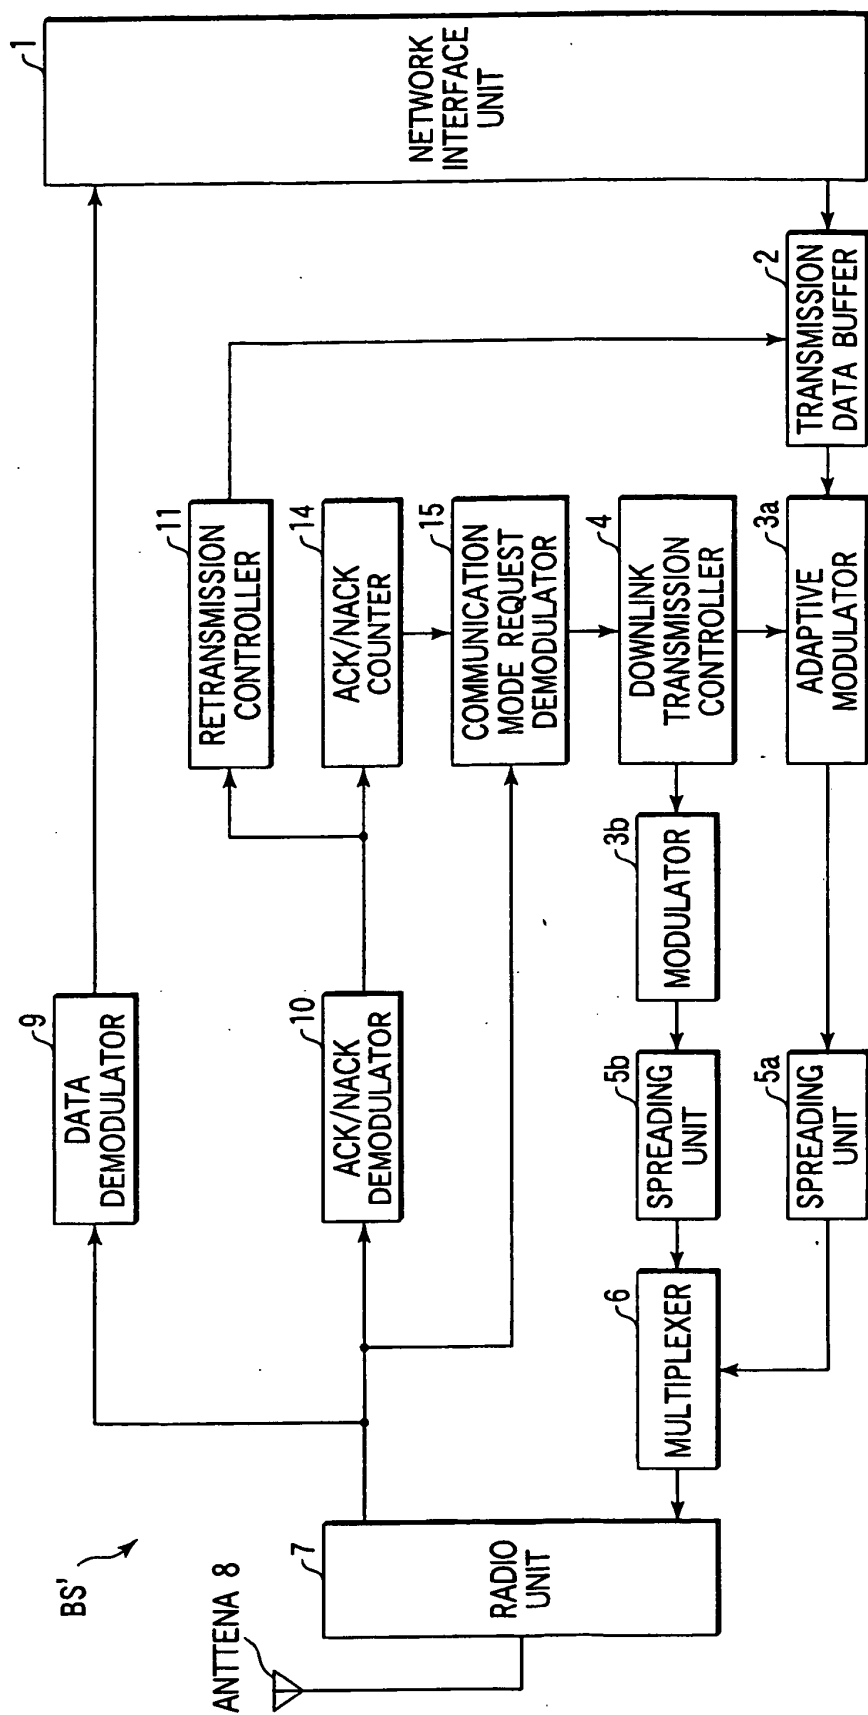 BS'
ANTTENA 8
7
RADIO
UNIT
9
DATA
DEMODULATOR
10
ACK/NACK
DEMODULATOR
11
RETRANSMISSION
CONTROLLER
14
ACK/NACK
COUNTER
15
COMMUNICATION
MODE REQUEST
DEMODULATOR
4
DOWNLINK
TRANSMISSION
CONTROLLER
3a
ADAPTIVE
MODULATOR
3b
MODULATOR
5b
SPREADING
UNIT
5a
SPREADING
UNIT
6
MULTIPLEXER
2
TRANSMISSION
DATA BUFFER
1
NETWORK
INTERFACE
UNIT